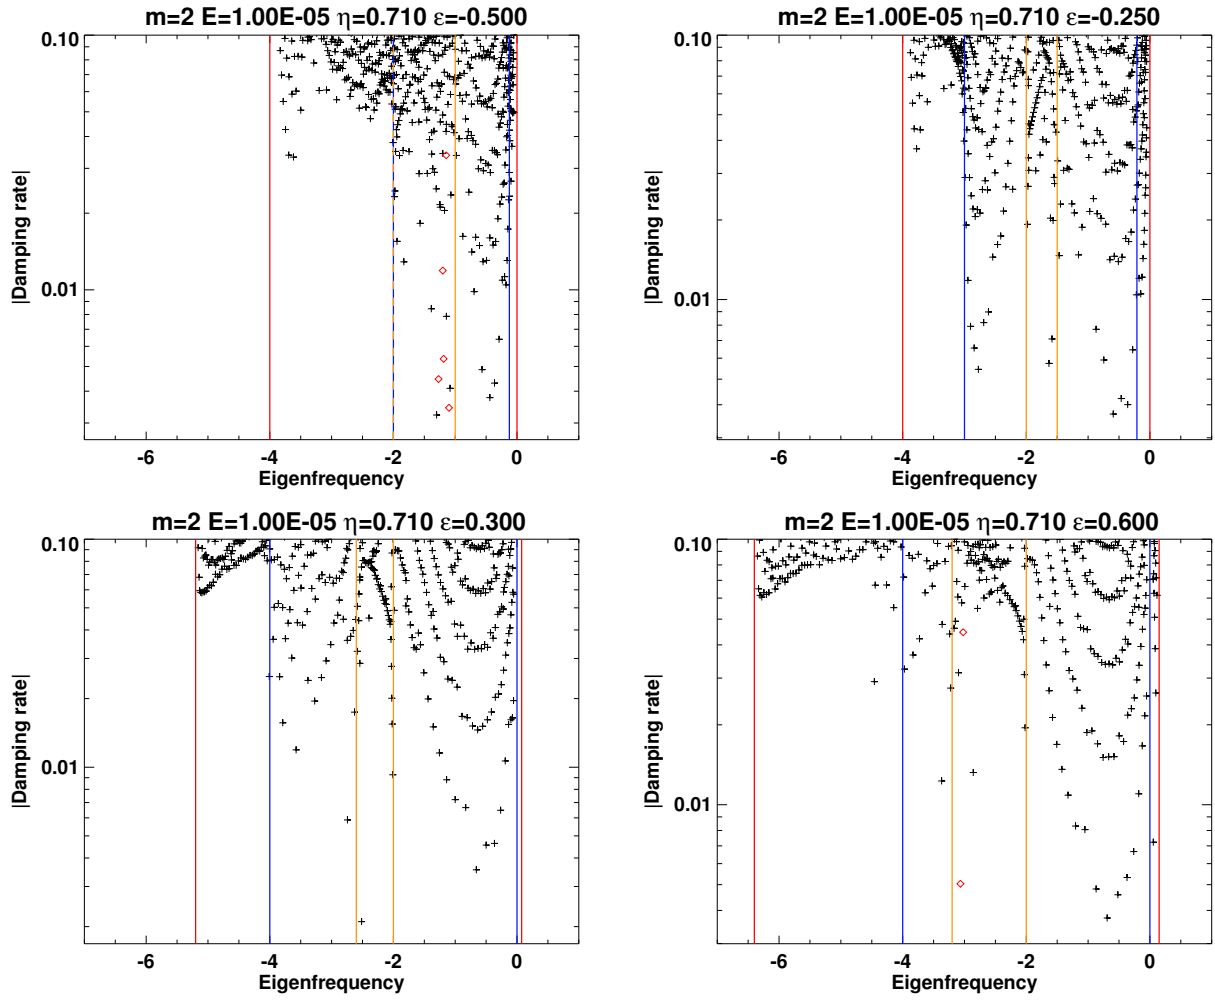 m=2 E=1.00E-05 η=0.710 ε=-0.500
0.10
0.01
|Damping rate|
-6 -4 -2 0
Eigenfrequency
m=2 E=1.00E-05 η=0.710 ε=-0.250
0.10
0.01
|Damping rate|
-6 -4 -2 0
Eigenfrequency
m=2 E=1.00E-05 η=0.710 ε=0.300
0.10
0.01
|Damping rate|
-6 -4 -2 0
Eigenfrequency
m=2 E=1.00E-05 η=0.710 ε=0.600
0.10
0.01
|Damping rate|
-6 -4 -2 0
Eigenfrequency